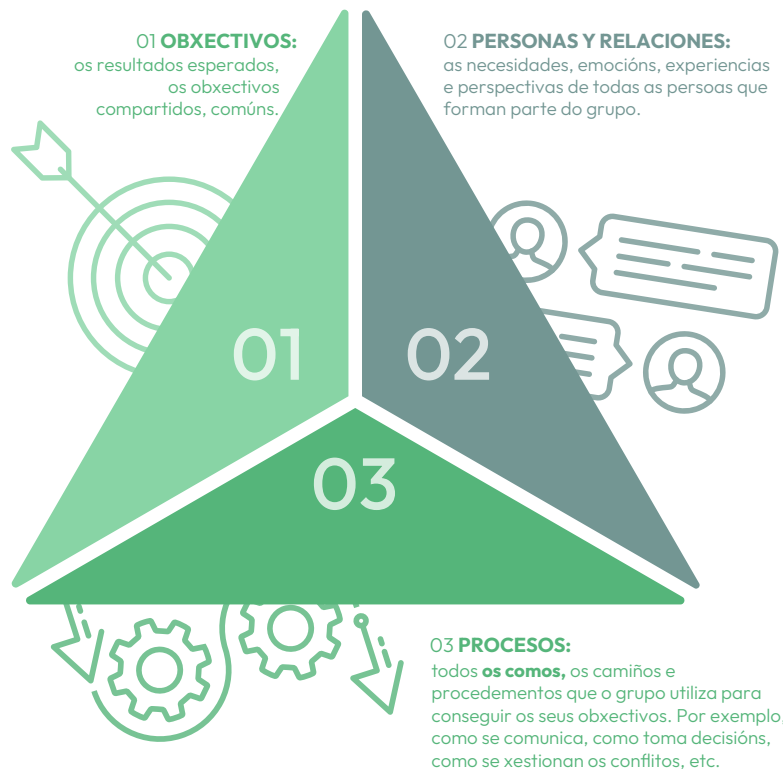 01 OBXECTIVOS:
os resultados esperados,
os obxectivos
compartidos, comúns.
02 PERSONAS Y RELACIONES:
as necesidades, emocións, experiencias
e perspectivas de todas as persoas que
forman parte do grupo.
01
02
03
03 PROCESOS:
todos os comos, os camiños e
procedementos que o grupo utiliza para
conseguir os seus obxectivos. Por exemplo
como se comunica, como toma decisións,
como se xestionan os conflitos, etc.